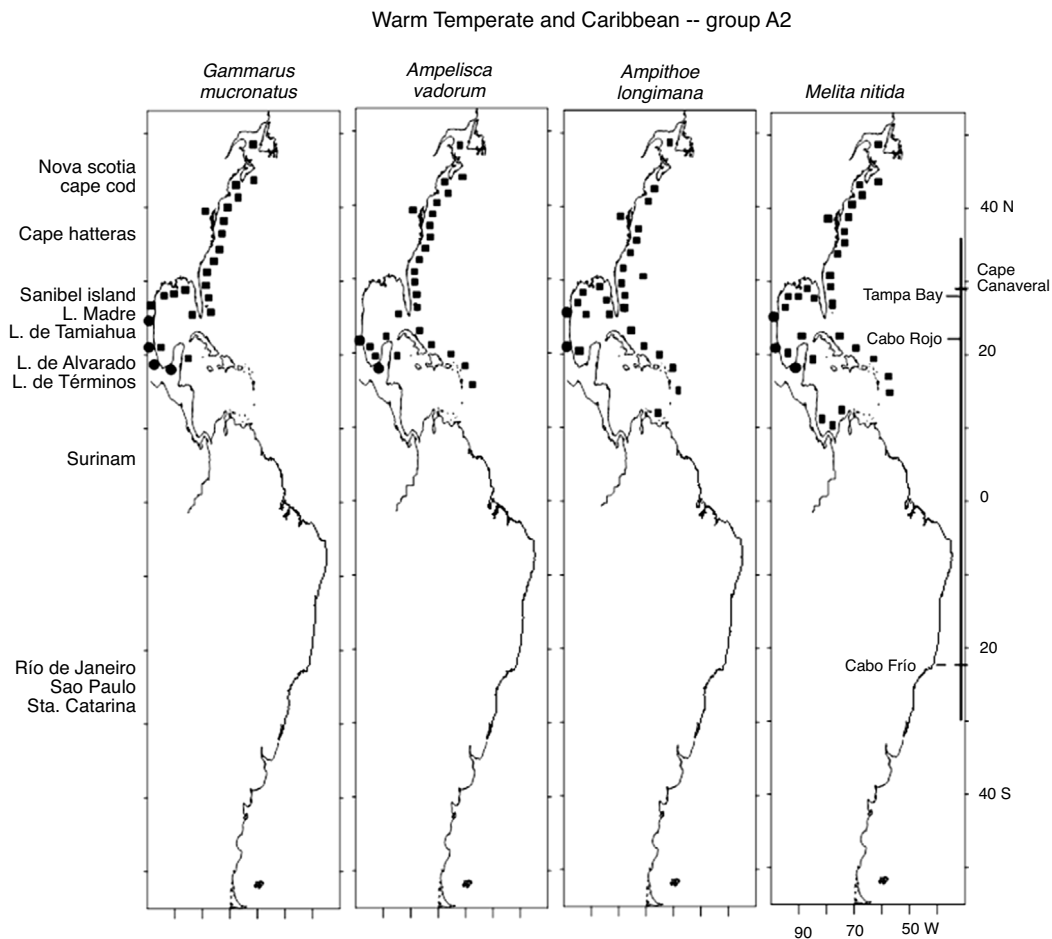 Warm Temperate and Caribbean -- group A2
Gammarus
mucronatus
Ampelisca
vadorum
Ampithoe
longimana
Melita nitida
Nova scotia
cape cod
Cape hatteras
Sanibel island
L. Madre
L. de Tamiahua
L. de Alvarado
L. de Términos
Surinam
Río de Janeiro
Sao Paulo
Sta. Catarina
40 N
Cape
Canaveral
Tampa Bay
Cabo Rojo
20
0
20
Cabo Frío
40 S
90
70
50 W